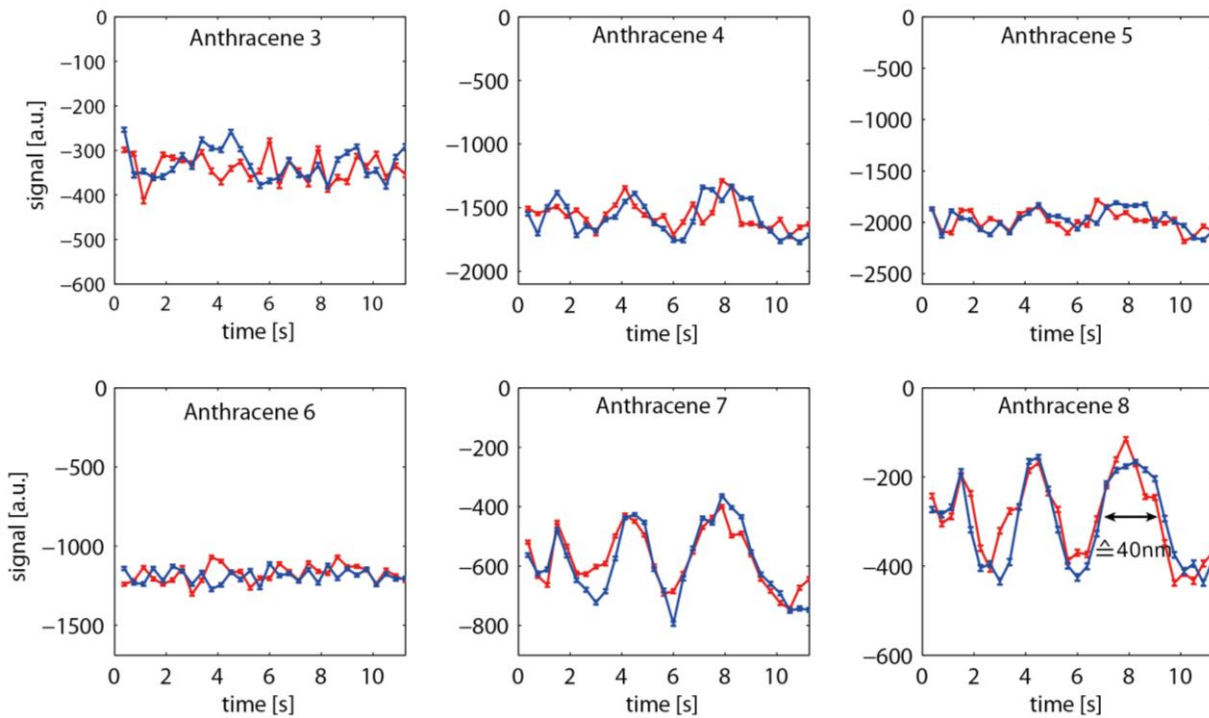 Anthracene 3
0
−100
−200
−300
−400
−500
−600
signal [a.u.]
0 2 4 6 8 10
time [s]
Anthracene 4
0
−500
−1000
−1500
−2000
0 2 4 6 8 10
time [s]
Anthracene 5
0
−500
−1000
−1500
−2000
−2500
0 2 4 6 8 10
time [s]
Anthracene 6
0
−500
−1000
−1500
signal [a.u.]
0 2 4 6 8 10
time [s]
Anthracene 7
0
−200
−400
−600
−800
0 2 4 6 8 10
time [s]
Anthracene 8
0
−200
−400
−600
≙40nm
0 2 4 6 8 10
time [s]